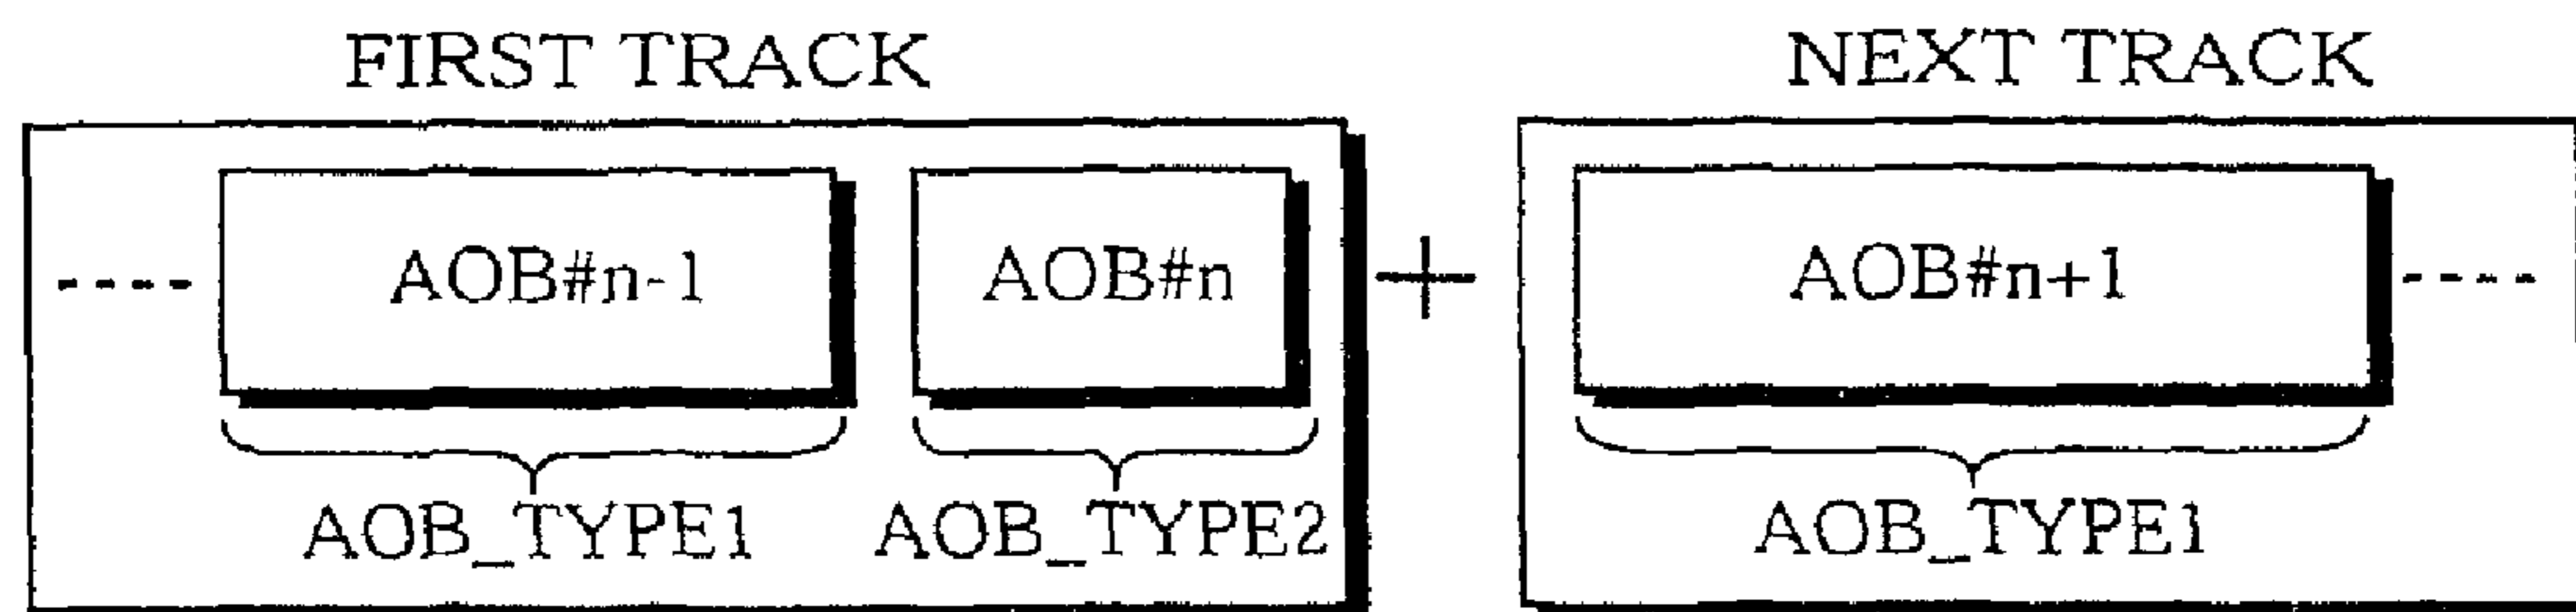 FIRST TRACK NEXT TRACK
---- AOB#n-1 AOB#n + AOB#n+1 ----
AOB_TYPE1 AOB_TYPE2 AOB_TYPE1